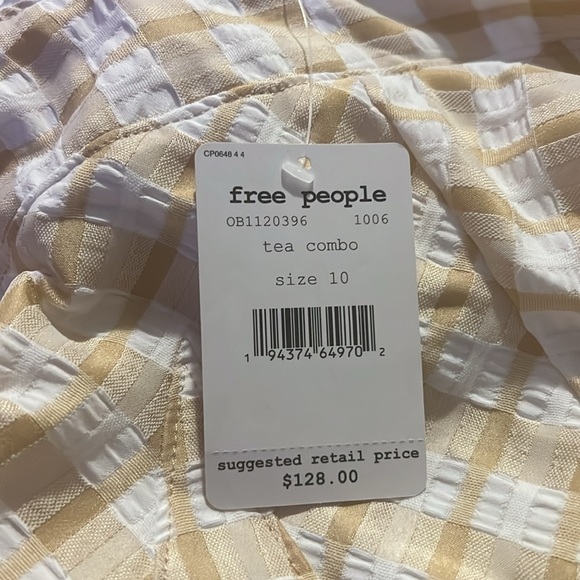 CP0648 4 4
free people
OB1120396 1006
tea combo
size 10
1 94374 64970 2
suggested retail price
$128.00